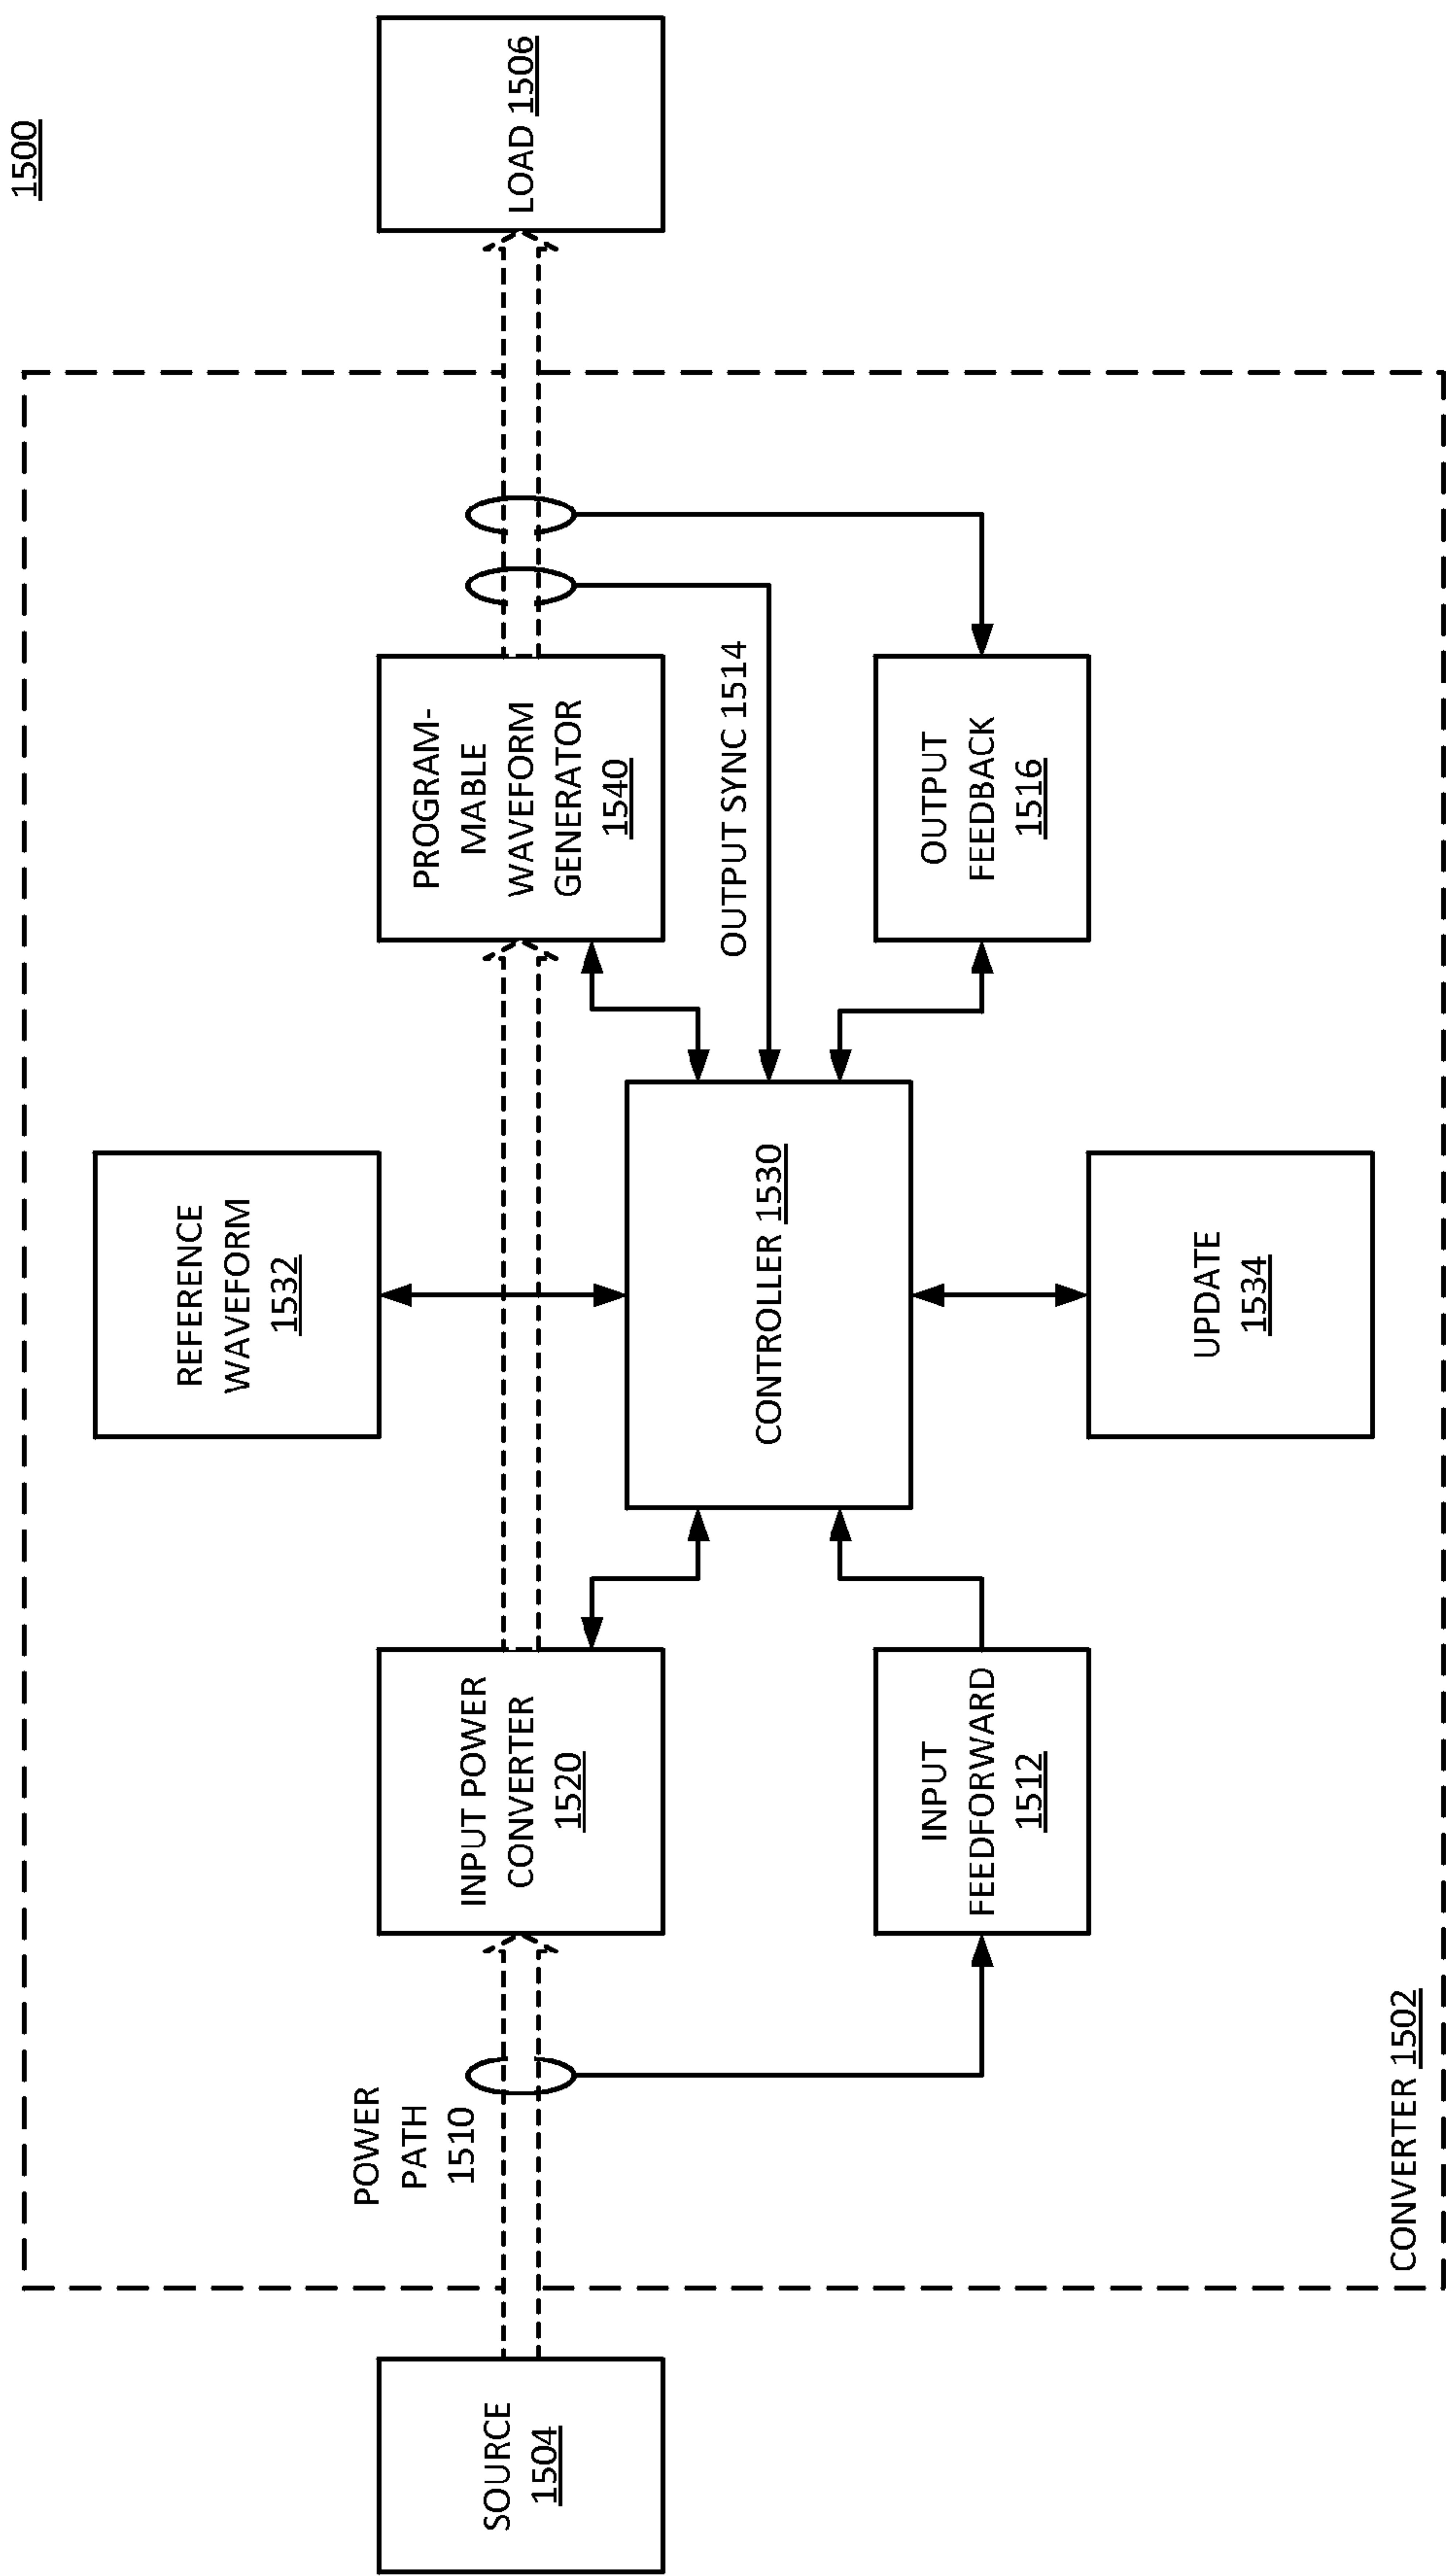 1500
REFERENCE
WAVEFORM
1532
POWER
PATH
1510
SOURCE
1504
INPUT POWER
CONVERTER
1520
PROGRAM-
MABLE
WAVEFORM
GENERATOR
1540
LOAD 1506
OUTPUT SYNC 1514
CONTROLLER 1530
INPUT
FEEDFORWARD
1512
OUTPUT
FEEDBACK
1516
UPDATE
1534
CONVERTER 1502